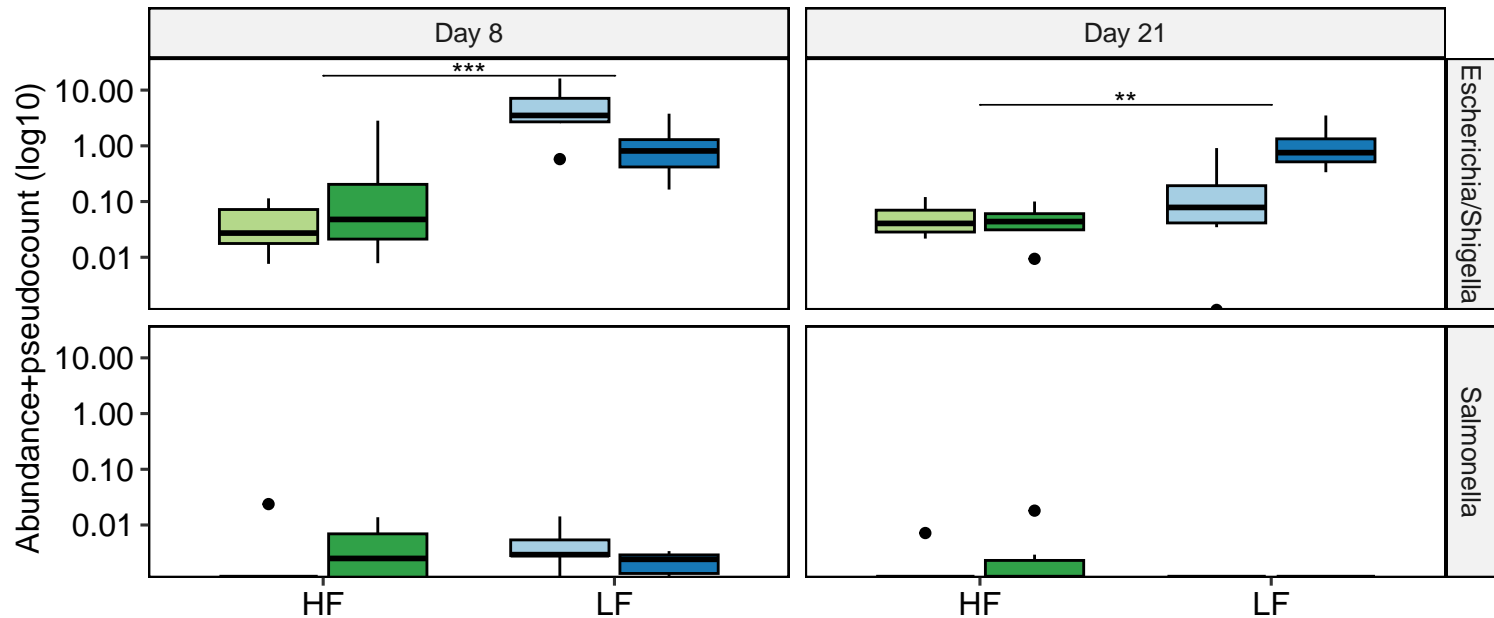 Day 8
Day 21
***
**
Abundance+pseudocount (log10)
10.00
1.00
0.10
0.01
Escherichia/Shigella
10.00
1.00
0.10
0.01
Salmonella
HF
LF
HF
LF